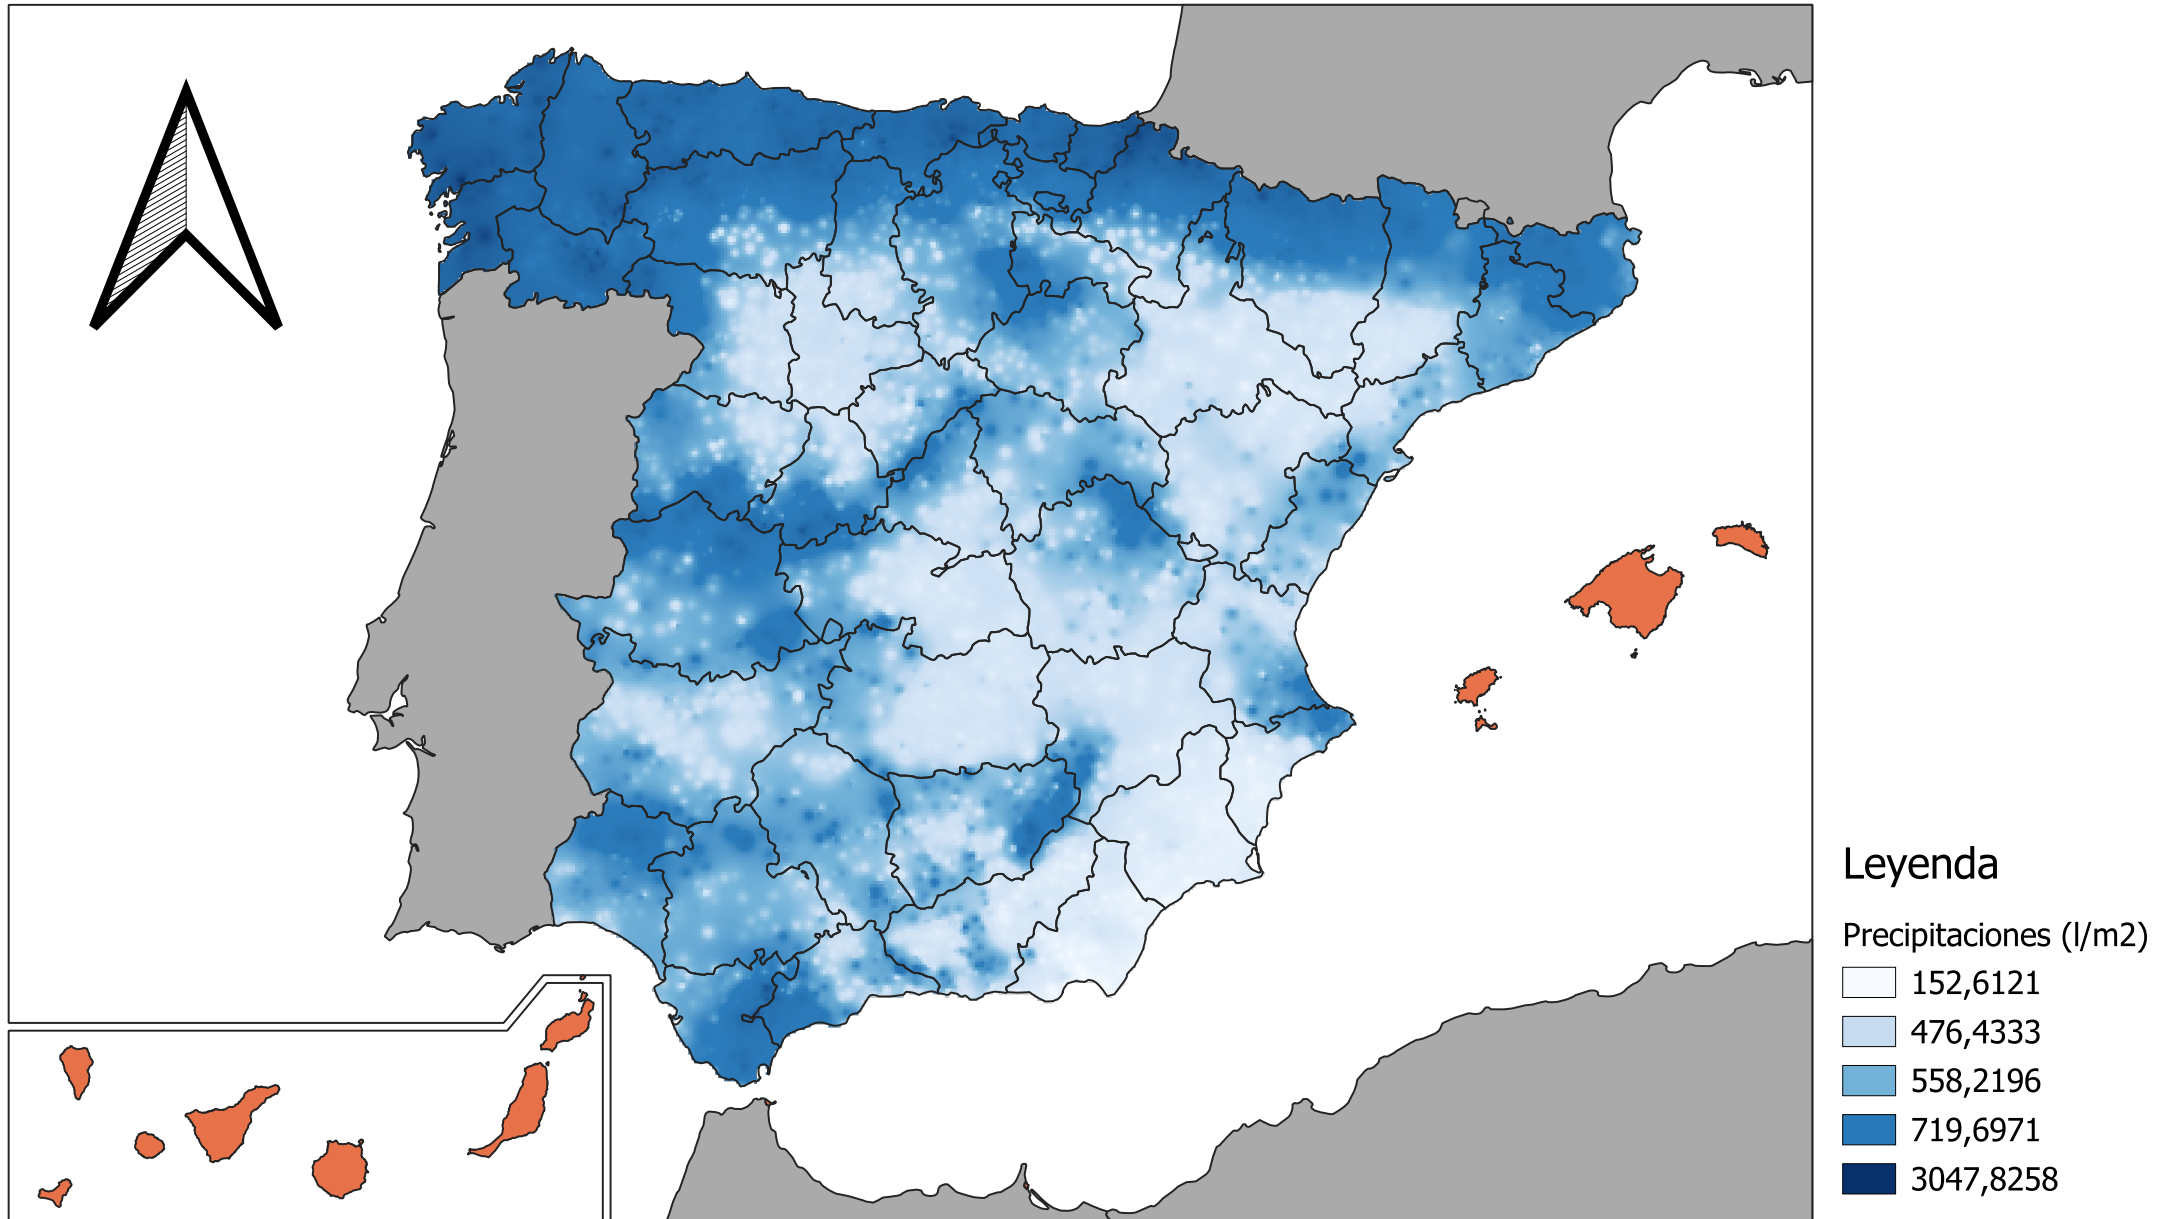 Leyenda
Precipitaciones (l/m2)
152,6121
476,4333
558,2196
719,6971
3047,8258